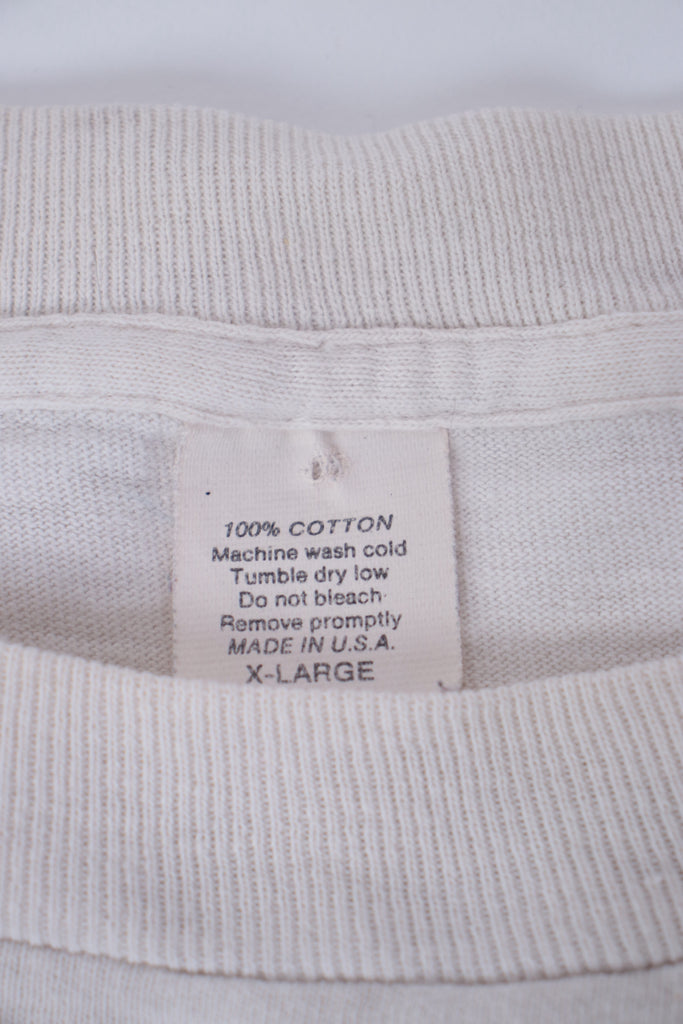 100% COTTON
Machine wash cold
Tumble dry low
Do not bleach
Remove promptly
MADE IN U.S.A.
X-LARGE